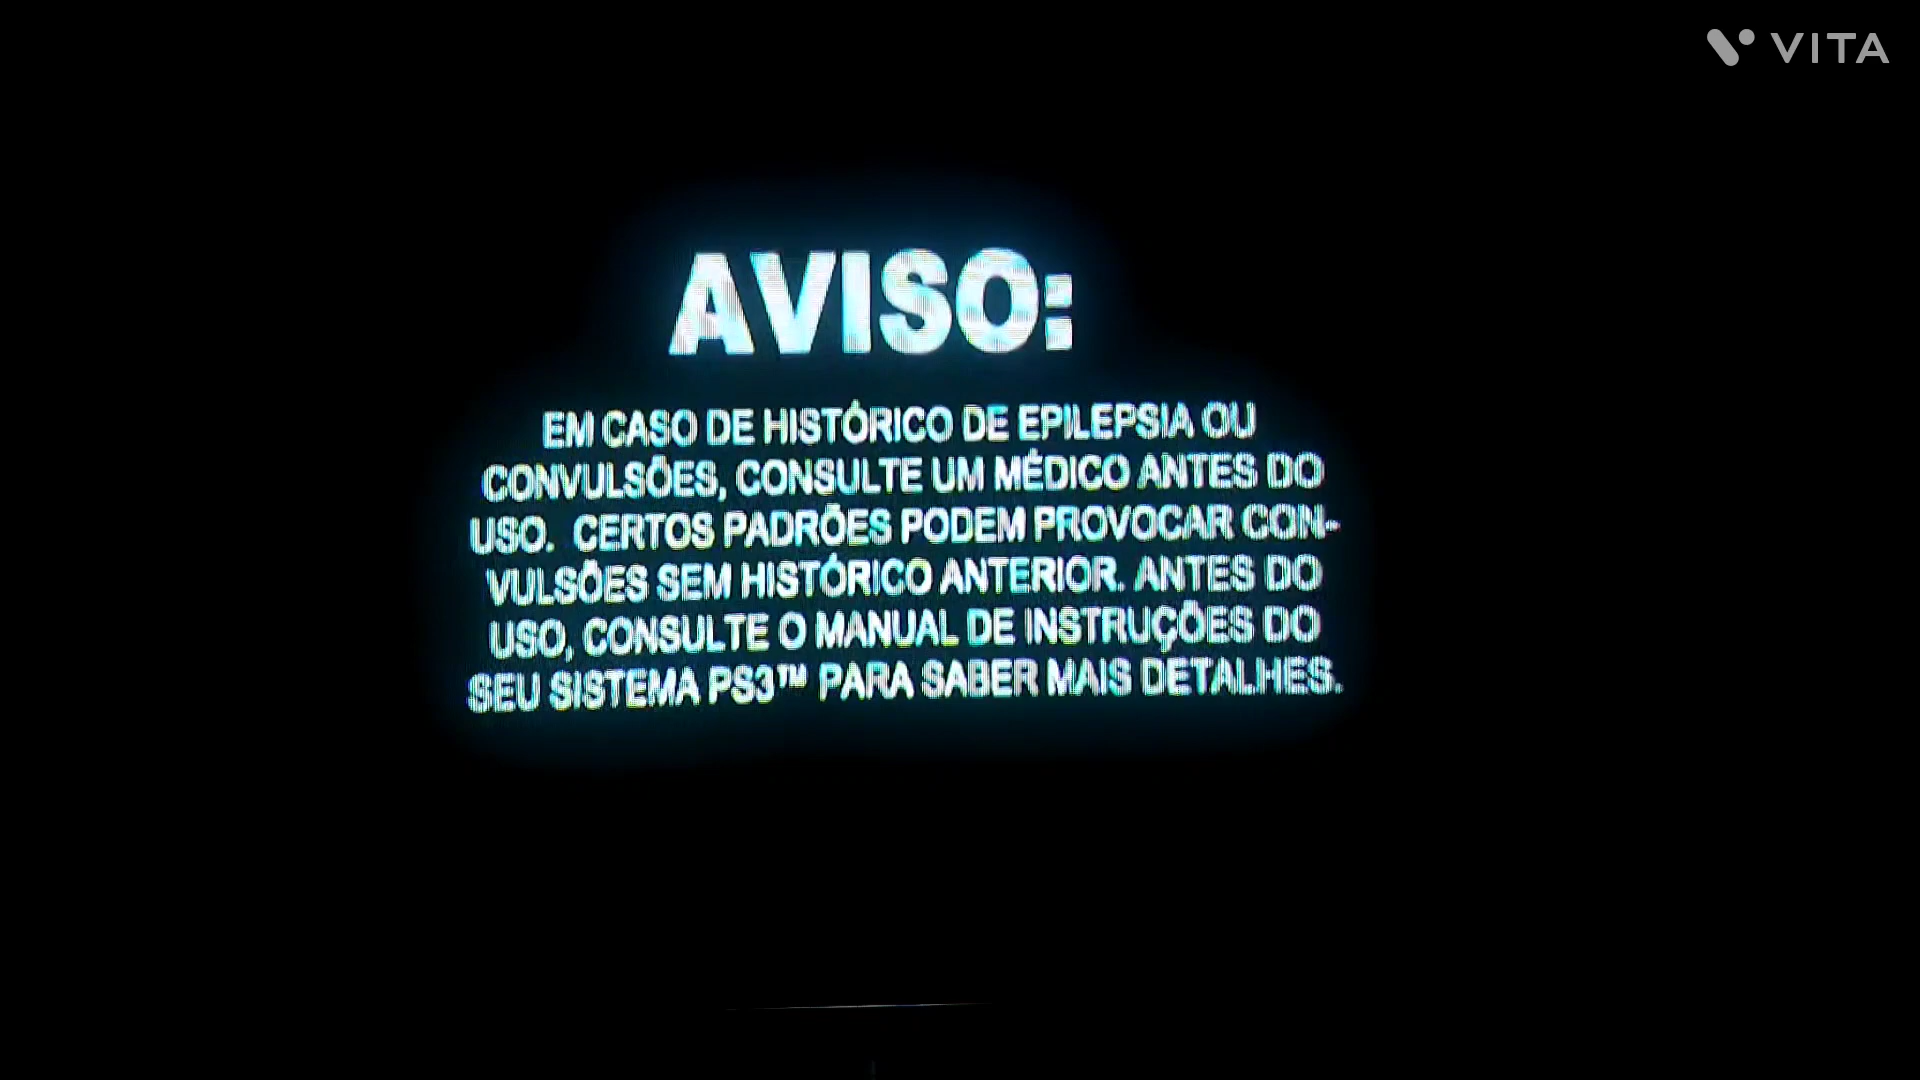 VITA
AVISO:
EM CASO DE HISTÓRICO DE EPILEPSIA OU
CONVULSÕES, CONSULTE UM MÉDICO ANTES DO
USO. CERTOS PADRÕES PODEM PROVOCAR CON-
VULSÕES SEM HISTÓRICO ANTERIOR. ANTES DO
USO, CONSULTE O MANUAL DE INSTRUÇÕES DO
SEU SISTEMA PS3™ PARA SABER MAIS DETALHES.